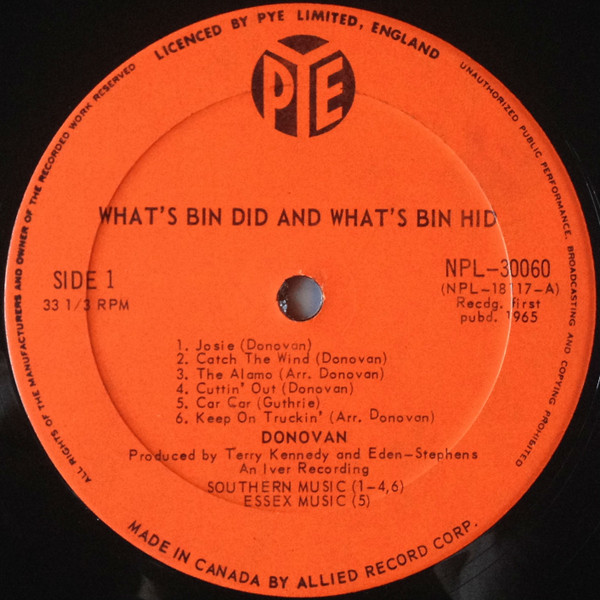 LICENCED BY PYE LIMITED, ENGLAND
UNAUTHORIZED PUBLIC PERFORMANCE, BROADCASTING AND COPYING PROHIBITED
ALL RIGHTS OF THE MANUFACTURERS AND OWNER OF THE RECORDED WORK RESERVED
PYE
WHAT'S BIN DID AND WHAT'S BIN HID
SIDE 1
33 1/3 RPM
NPL-30060
(NPL-18117-A)
Recdg. first
pubd. 1965
1. Josie (Donovan)
2. Catch The Wind (Donovan)
3. The Alamo (Arr. Donovan)
4. Cuttin' Out (Donovan)
5. Car Car (Guthrie)
6. Keep On Truckin' (Arr. Donovan)
DONOVAN
Produced by Terry Kennedy and Eden-Stephens
An Iver Recording
SOUTHERN MUSIC (1-4,6)
ESSEX MUSIC (5)
MADE IN CANADA BY ALLIED RECORD CORP.